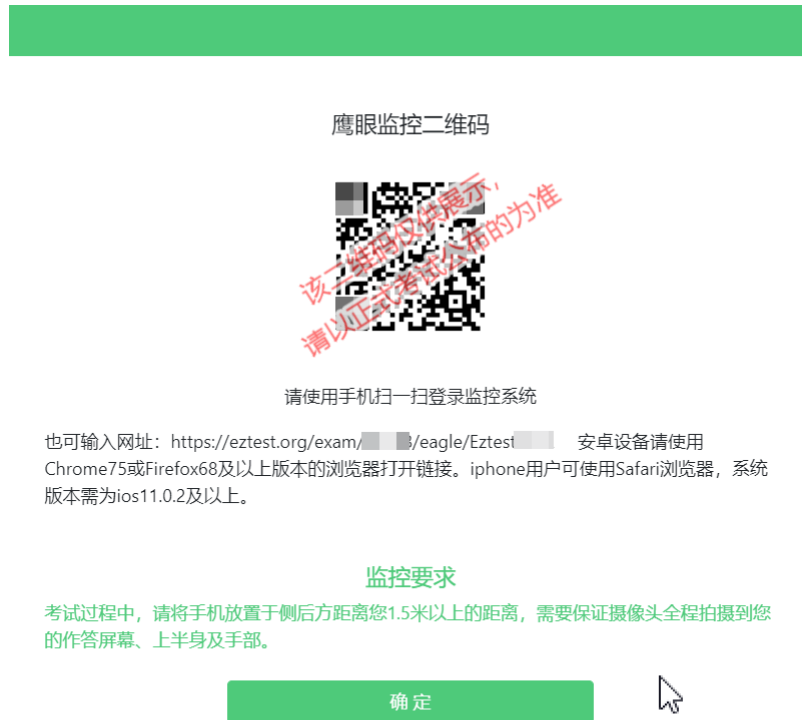 鹰眼监控二维码
该二维码仅供展示，
请以正式考试公布的为准
请使用手机扫一扫登录监控系统
也可输入网址：https://eztest.org/exam/ /eagle/Eztest 安卓设备请使用
Chrome75或Firefox68及以上版本的浏览器打开链接。iphone用户可使用Safari浏览器，系统
版本需为ios11.0.2及以上。
监控要求
考试过程中，请将手机放置于侧后方距离您1.5米以上的距离，需要保证摄像头全程拍摄到您
的作答屏幕、上半身及手部。
确 定